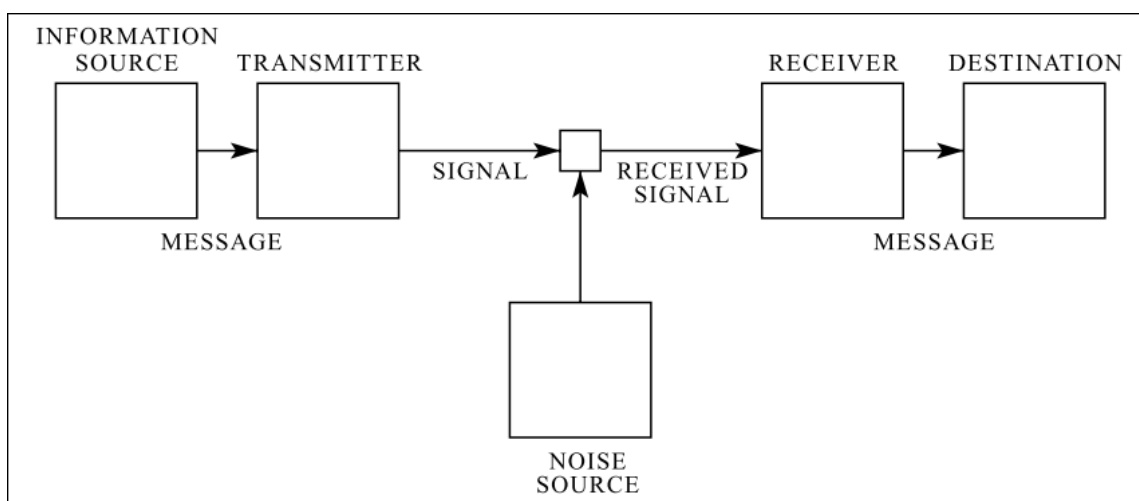 INFORMATION
SOURCE
TRANSMITTER
RECEIVER
DESTINATION
SIGNAL
RECEIVED
SIGNAL
MESSAGE
MESSAGE
NOISE
SOURCE